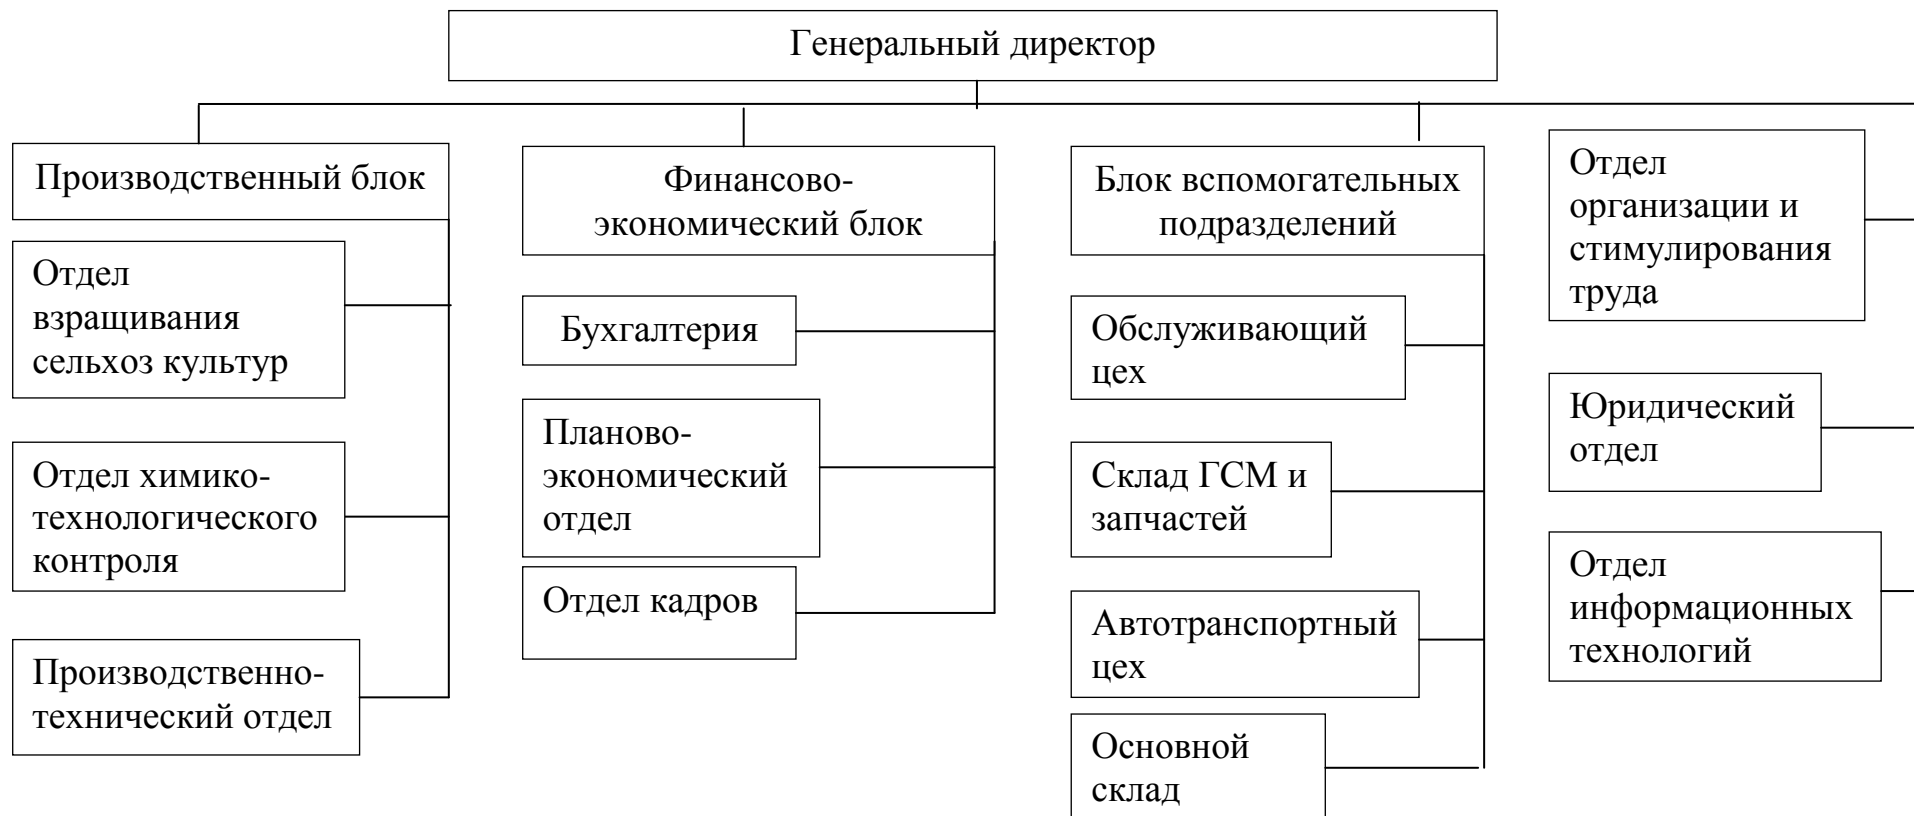 Генеральный директор
Производственный блок
Отдел
взращивания
сельхоз культур
Отдел химико-
технологического
контроля
Производственно-
технический отдел
Финансово-
экономический блок
Бухгалтерия
Планово-
экономический
отдел
Отдел кадров
Блок вспомогательных
подразделений
Обслуживающий
цех
Склад ГСМ и
запчастей
Автотранспортный
цех
Основной
склад
Отдел
организации и
стимулирования
труда
Юридический
отдел
Отдел
информационных
технологий